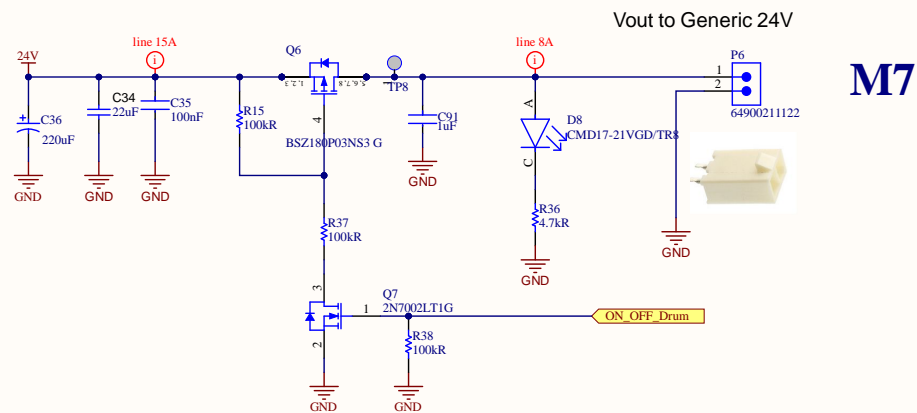 Vout to Generic 24V
M7
line 15A
i
Q6
line 8A
i
P6
24V
1, 2, 3
5, 6, 7, 8
1
TP8
1
2
64900211122
C36
220uF
C34
22uF
C35
100nF
R15
100kR
4
BSZ180P03NS3 G
C91
1uF
A
D8
CMD17-21VGD/TR8
C
R36
4.7kR
GND
GND
GND
GND
GND
GND
R37
100kR
3
Q7
2N7002LT1G
1
2
ON_OFF_Drum
R38
100kR
GND
GND